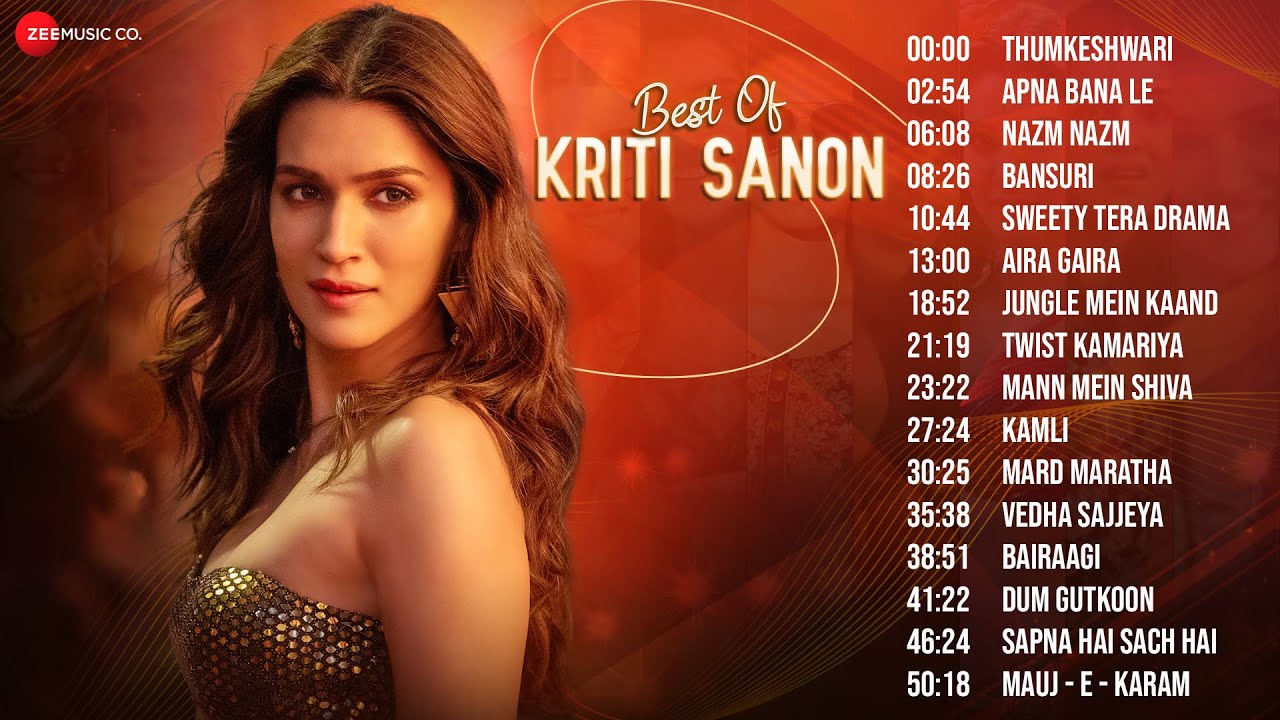 ZEE MUSIC CO.
Best Of
KRITI SANON
00:00 THUMKESHWARI
02:54 APNA BANA LE
06:08 NAZM NAZM
08:26 BANSURI
10:44 SWEETY TERA DRAMA
13:00 AIRA GAIRA
18:52 JUNGLE MEIN KAAND
21:19 TWIST KAMARIYA
23:22 MANN MEIN SHIVA
27:24 KAMLI
30:25 MARD MARATHA
35:38 VEDHA SAJJEYA
38:51 BAIRAAGI
41:22 DUM GUTKOON
46:24 SAPNA HAI SACH HAI
50:18 MAUJ - E - KARAM